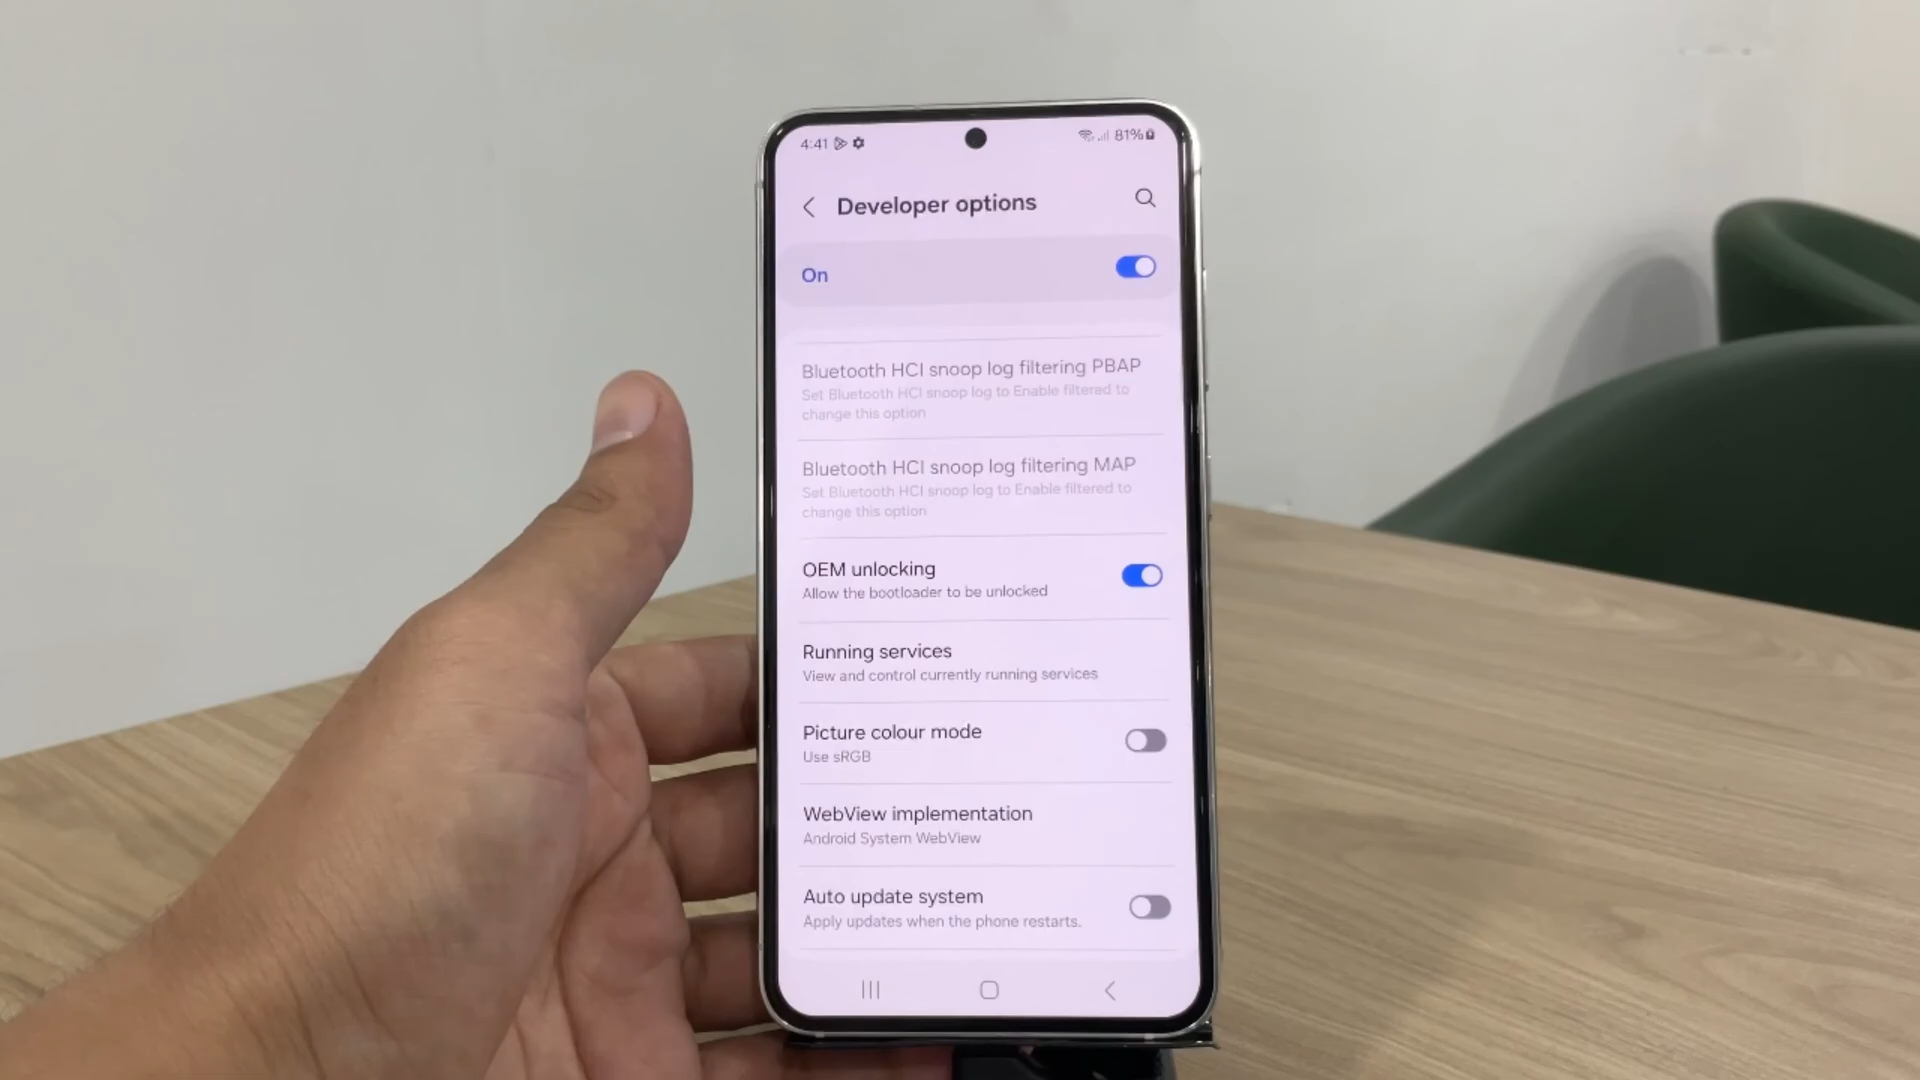 4:41 81%
Developer options
On
Bluetooth HCI snoop log filtering PBAP
Set Bluetooth HCI snoop log to Enable filtered to
change this option
Bluetooth HCI snoop log filtering MAP
Set Bluetooth HCI snoop log to Enable filtered to
change this option
OEM unlocking
Allow the bootloader to be unlocked
Running services
View and control currently running services
Picture colour mode
Use sRGB
WebView implementation
Android System WebView
Auto update system
Apply updates when the phone restarts.